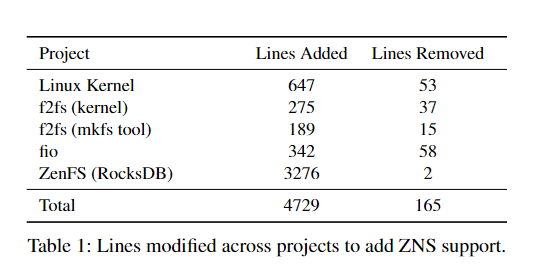 Project Lines Added Lines Removed
Linux Kernel 647 53
f2fs (kernel) 275 37
f2fs (mkfs tool) 189 15
fio 342 58
ZenFS (RocksDB) 3276 2
Total 4729 165
Table 1: Lines modified across projects to add ZNS support.